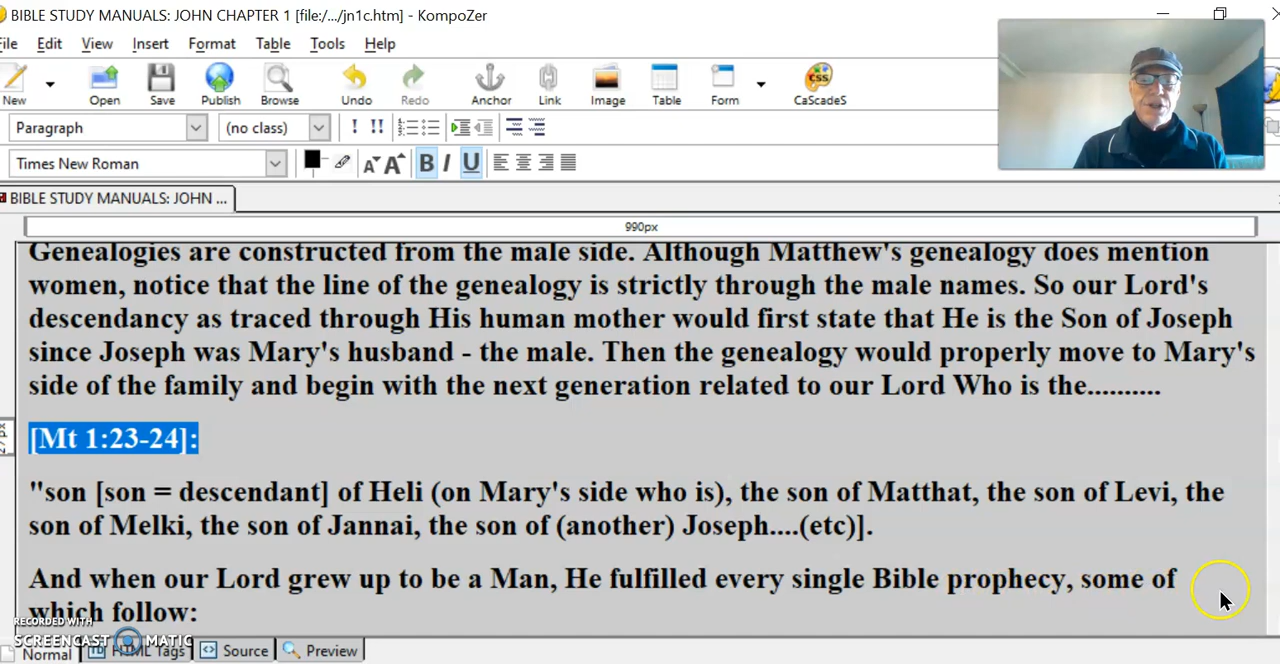 BIBLE STUDY MANUALS: JOHN CHAPTER 1 [file:/.../jn1c.htm] - KompoZer
File Edit View Insert Format Table Tools Help
New Open Save Publish Browse Undo Redo Anchor Link Image Table Form CaScadeS
Paragraph (no class)
Times New Roman B I U
BIBLE STUDY MANUALS: JOHN ...
990px
Genealogies are constructed from the male side. Although Matthew's genealogy does mention
women, notice that the line of the genealogy is strictly through the male names. So our Lord's
descendancy as traced through His human mother would first state that He is the Son of Joseph
since Joseph was Mary's husband - the male. Then the genealogy would properly move to Mary's
side of the family and begin with the next generation related to our Lord Who is the..........
[Mt 1:23-24]:
"son [son = descendant] of Heli (on Mary's side who is), the son of Matthat, the son of Levi, the
son of Melki, the son of Jannai, the son of (another) Joseph....(etc)].
And when our Lord grew up to be a Man, He fulfilled every single Bible prophecy, some of
which follow:
RECORDED WITH
SCREENCAST MATIC
Normal HTML Tags Source Preview